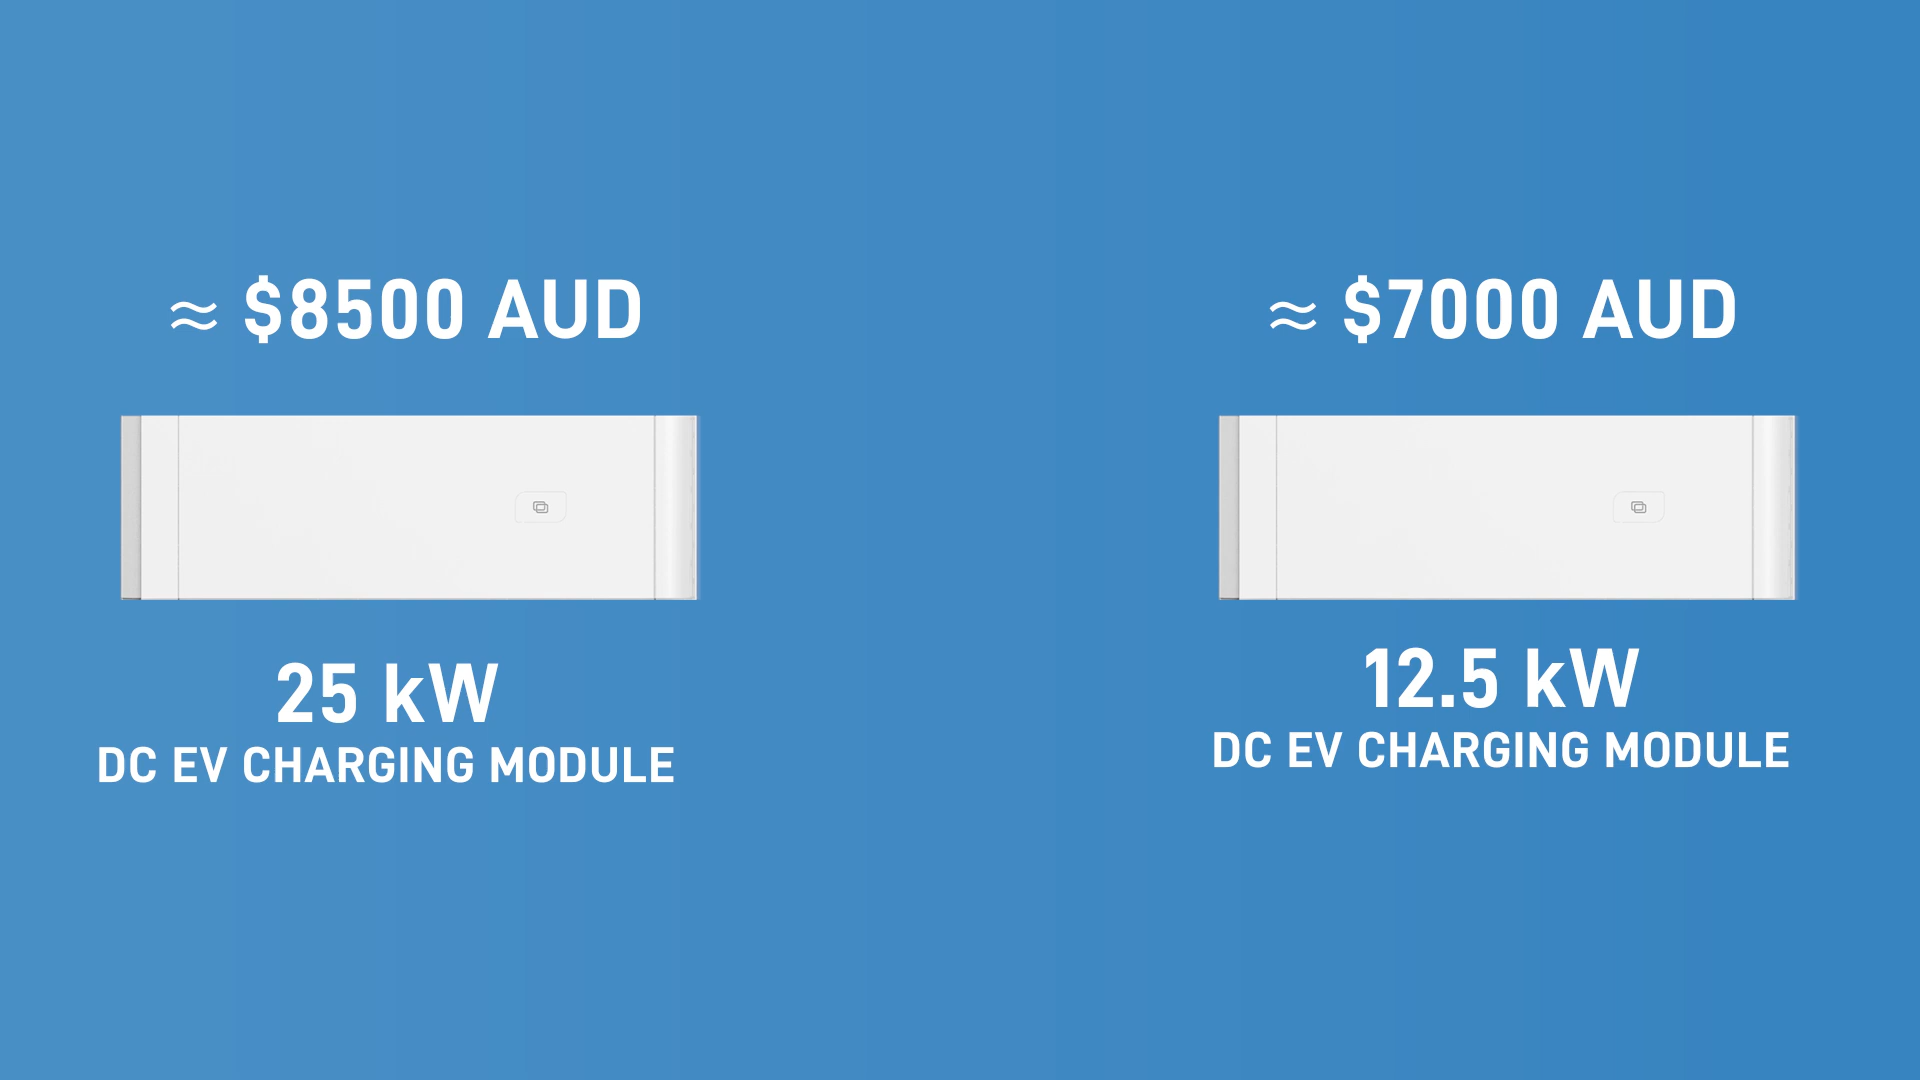 ≈ $8500 AUD
25 kW
DC EV CHARGING MODULE
≈ $7000 AUD
12.5 kW
DC EV CHARGING MODULE